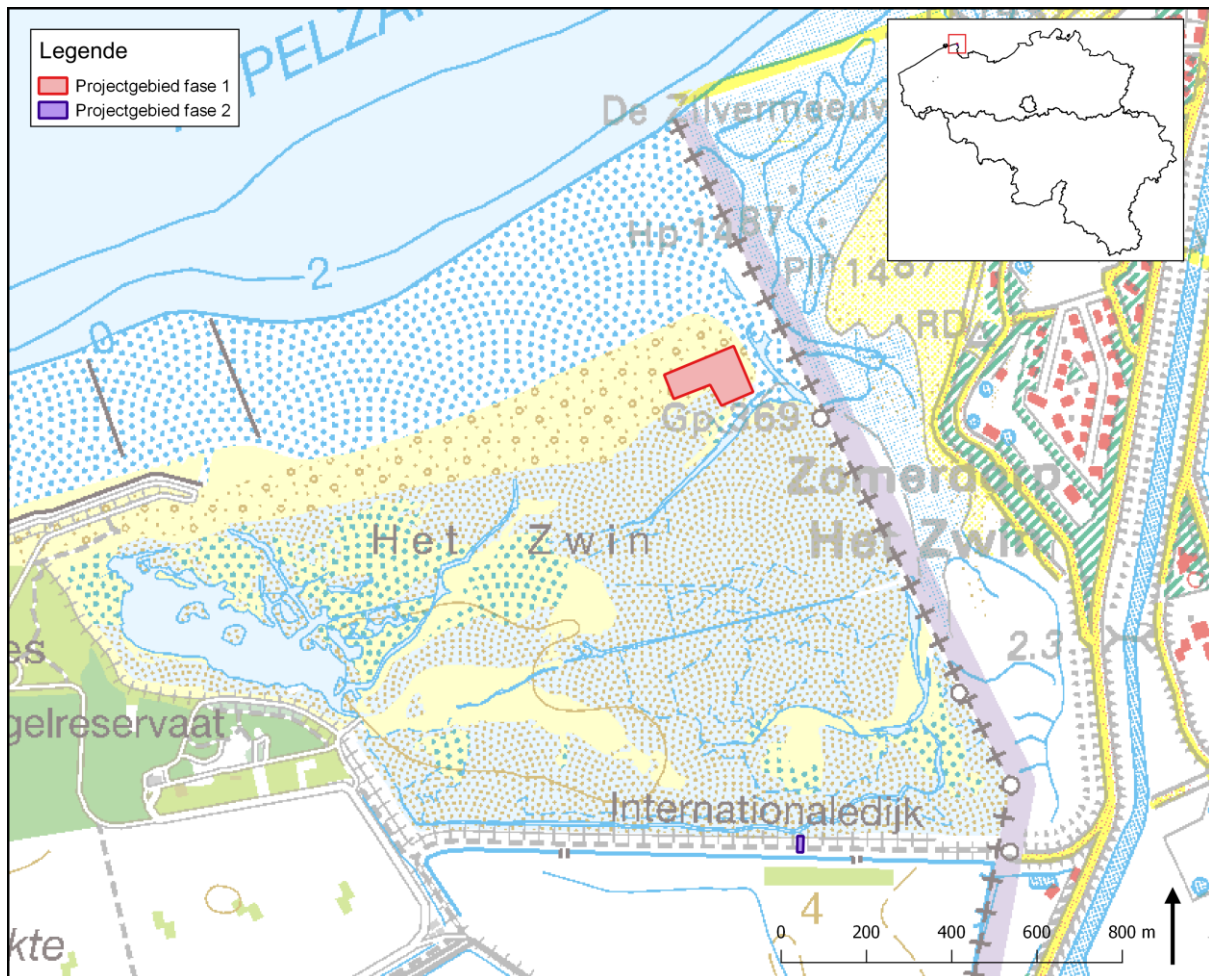 Legende
Projectgebied fase 1
Projectgebied fase 2
PELZA
De Zilvermeeuw
Hp 1487
Pl 1487
RD
2
0
Gp 369
Zomerdorp
Het Zwin
Het Zwin
2.3
es
gelreservaat
Internationaledijk
4
kte
0 200 400 600 800 m